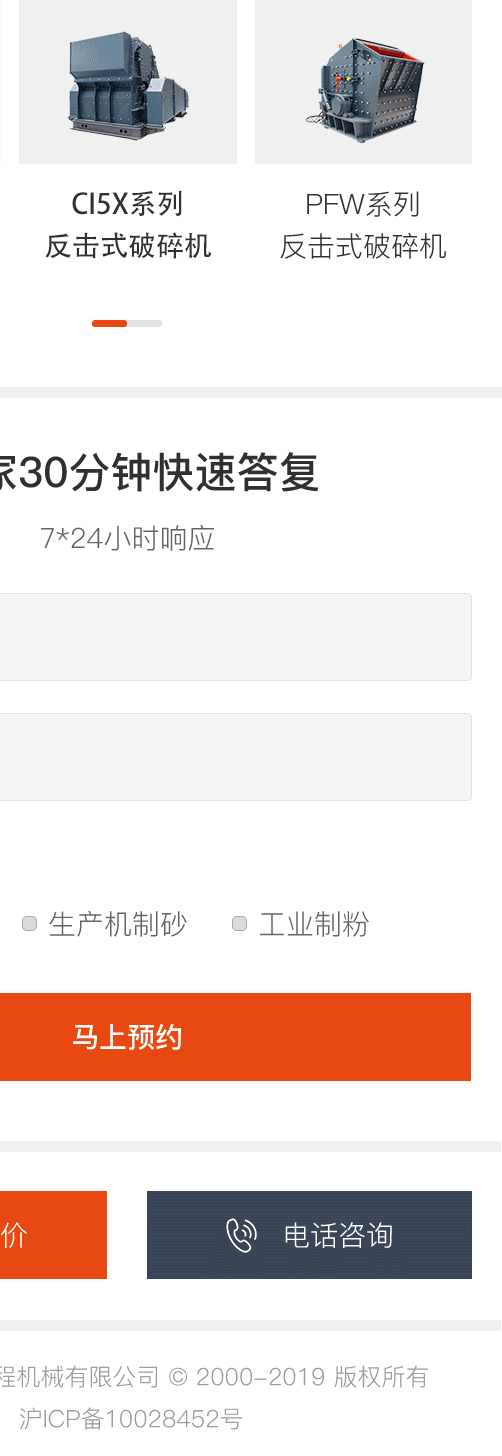 CI5X系列
反击式破碎机
PFW系列
反击式破碎机
家30分钟快速答复
7*24小时响应
生产机制砂
工业制粉
马上预约
价
电话咨询
程机械有限公司 © 2000-2019 版权所有
沪ICP备10028452号